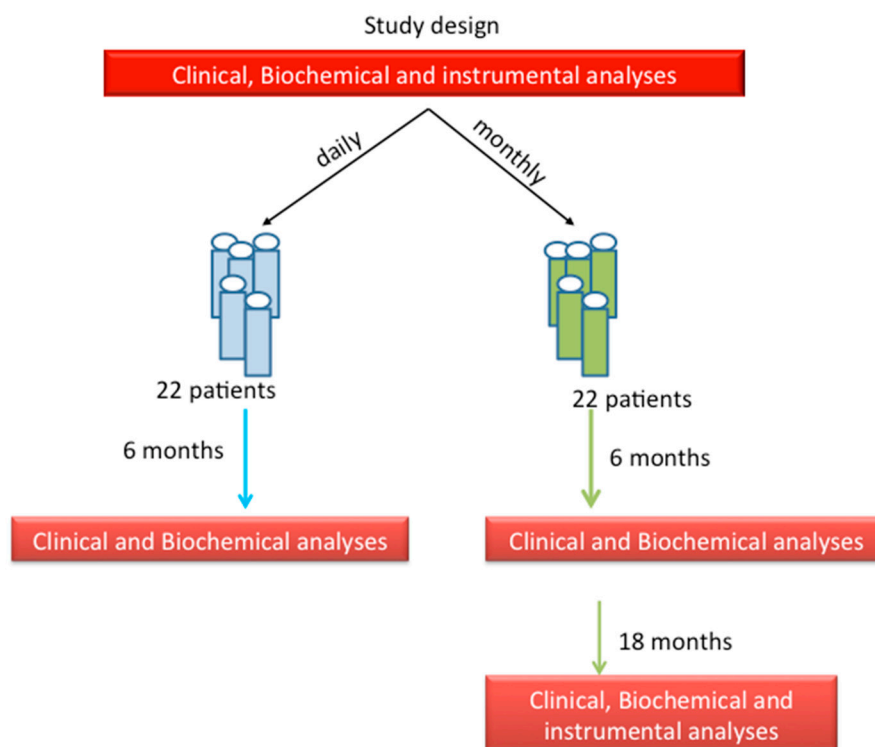 Study design
Clinical, Biochemical and instrumental analyses
daily
monthly
22 patients
22 patients
6 months
6 months
Clinical and Biochemical analyses
Clinical and Biochemical analyses
18 months
Clinical, Biochemical and
instrumental analyses